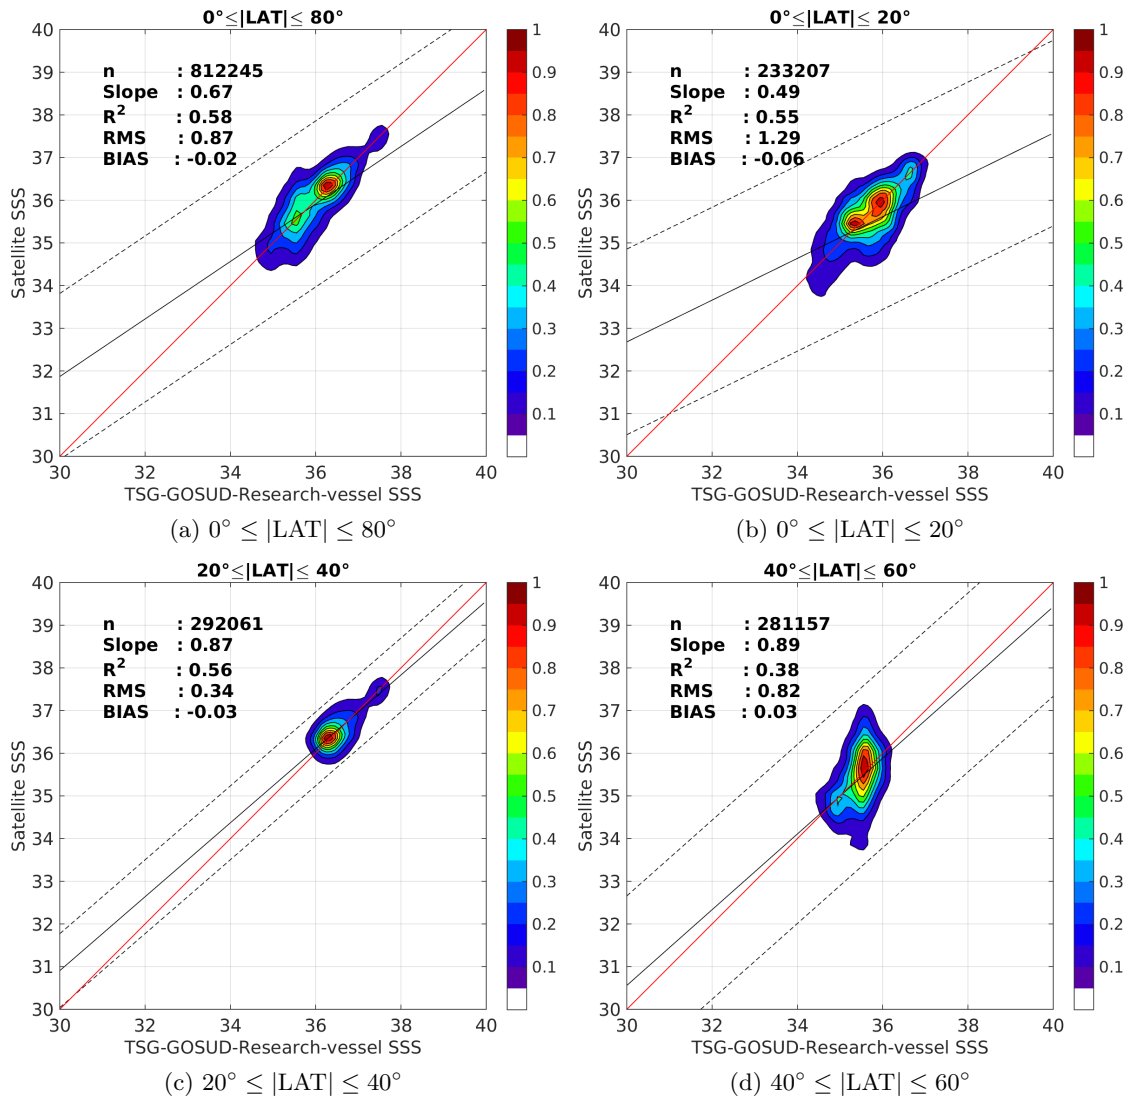 0°≤|LAT|≤ 80°
40
39
38
37
36
35
34
33
32
31
30
Satellite SSS
n : 812245
Slope : 0.67
R2 : 0.58
RMS : 0.87
BIAS : -0.02
30 32 34 36 38 40
TSG-GOSUD-Research-vessel SSS
1
0.9
0.8
0.7
0.6
0.5
0.4
0.3
0.2
0.1
(a) 0° ≤ |LAT| ≤ 80°
0°≤|LAT|≤ 20°
40
39
38
37
36
35
34
33
32
31
30
Satellite SSS
n : 233207
Slope : 0.49
R2 : 0.55
RMS : 1.29
BIAS : -0.06
30 32 34 36 38 40
TSG-GOSUD-Research-vessel SSS
1
0.9
0.8
0.7
0.6
0.5
0.4
0.3
0.2
0.1
(b) 0° ≤ |LAT| ≤ 20°
20°≤|LAT|≤ 40°
40
39
38
37
36
35
34
33
32
31
30
Satellite SSS
n : 292061
Slope : 0.87
R2 : 0.56
RMS : 0.34
BIAS : -0.03
30 32 34 36 38 40
TSG-GOSUD-Research-vessel SSS
1
0.9
0.8
0.7
0.6
0.5
0.4
0.3
0.2
0.1
(c) 20° ≤ |LAT| ≤ 40°
40°≤|LAT|≤ 60°
40
39
38
37
36
35
34
33
32
31
30
Satellite SSS
n : 281157
Slope : 0.89
R2 : 0.38
RMS : 0.82
BIAS : 0.03
30 32 34 36 38 40
TSG-GOSUD-Research-vessel SSS
1
0.9
0.8
0.7
0.6
0.5
0.4
0.3
0.2
0.1
(d) 40° ≤ |LAT| ≤ 60°